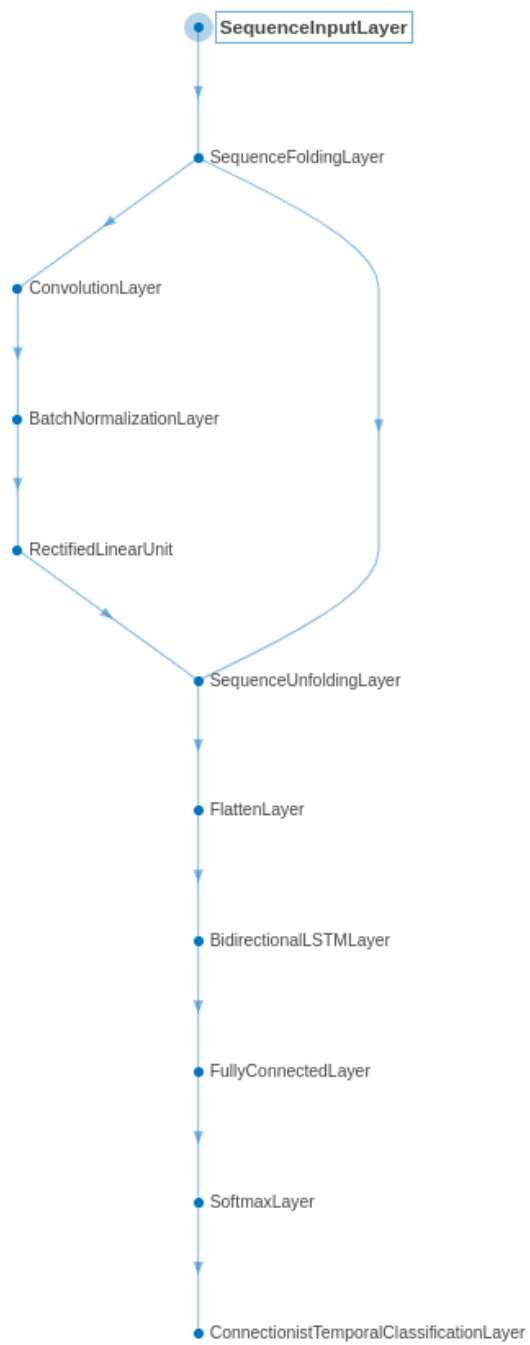 SequenceInputLayer
SequenceFoldingLayer
ConvolutionLayer
BatchNormalizationLayer
RectifiedLinearUnit
SequenceUnfoldingLayer
FlattenLayer
BidirectionalLSTMLayer
FullyConnectedLayer
SoftmaxLayer
ConnectionistTemporalClassificationLayer